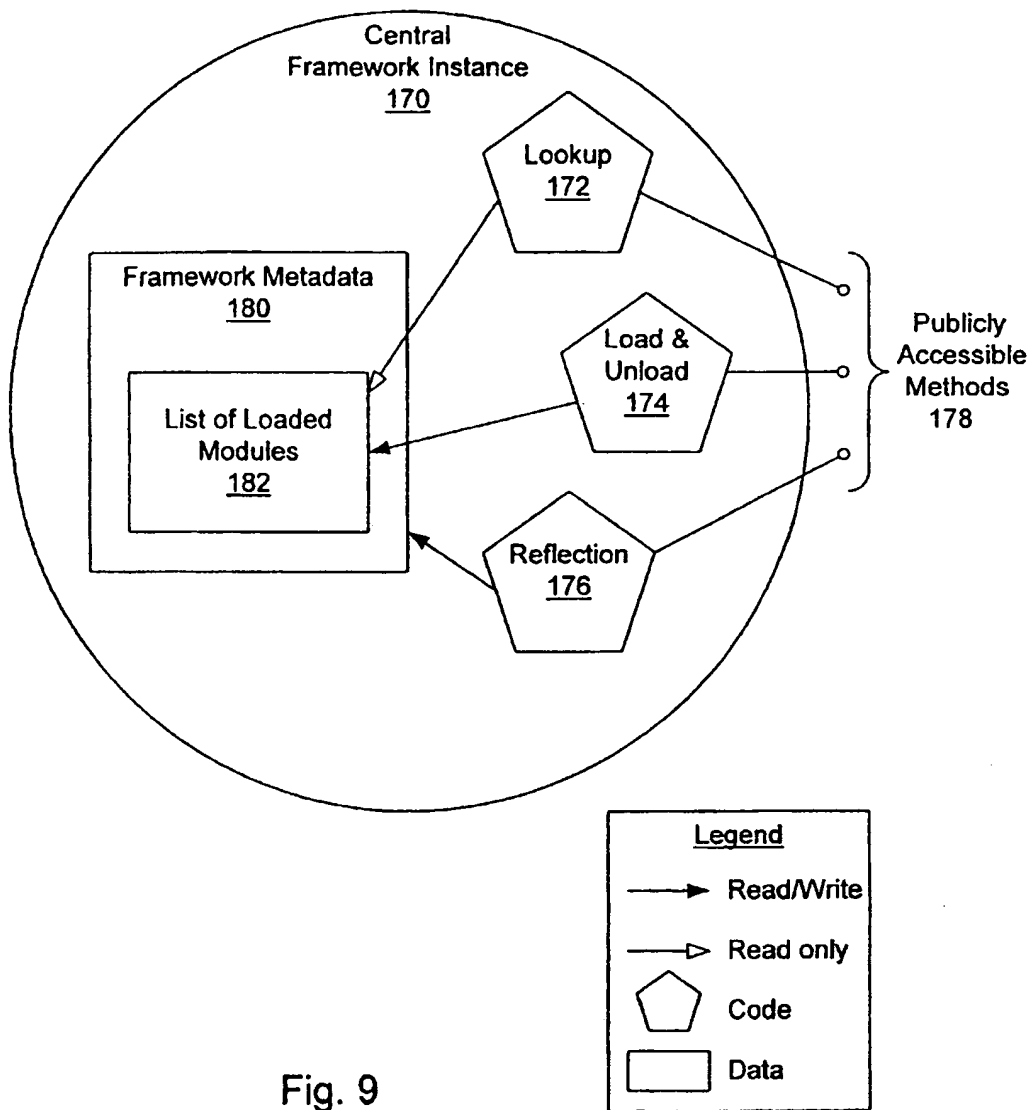 Central
Framework Instance
170
Lookup
172
Framework Metadata
180
List of Loaded
Modules
182
Load &
Unload
174
Reflection
176
Publicly
Accessible
Methods
178
Legend
Read/Write
Read only
Code
Data
Fig. 9